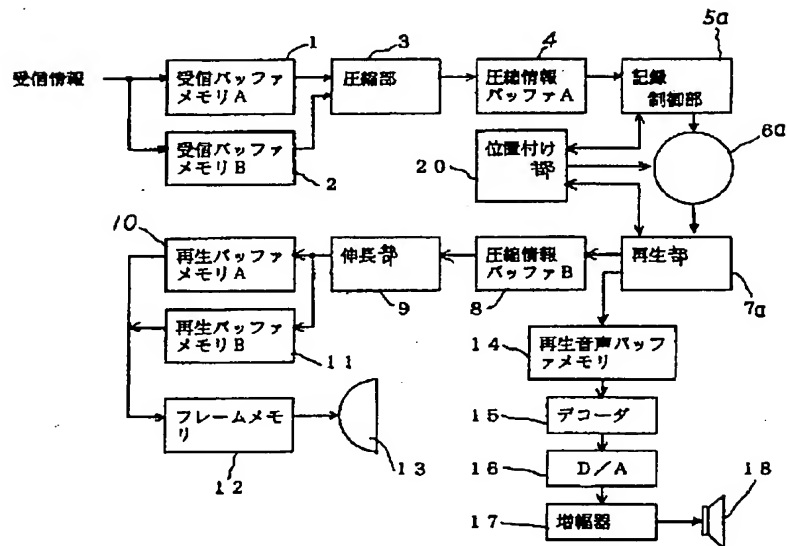 1
3
4
5a
受信情報
受信バッファ
メモリA
圧縮部
圧縮情報
バッファA
記録
制御部
受信バッファ
メモリB
2
20
位置付け
部
6a
10
再生バッファ
メモリA
伸長部
9
圧縮情報
バッファB
8
再生部
7a
再生バッファ
メモリB
11
14
再生音声バッフ
ァメモリ
フレームメモ
リ
12
13
15
デコーダ
16
D/A
17
増幅器
18